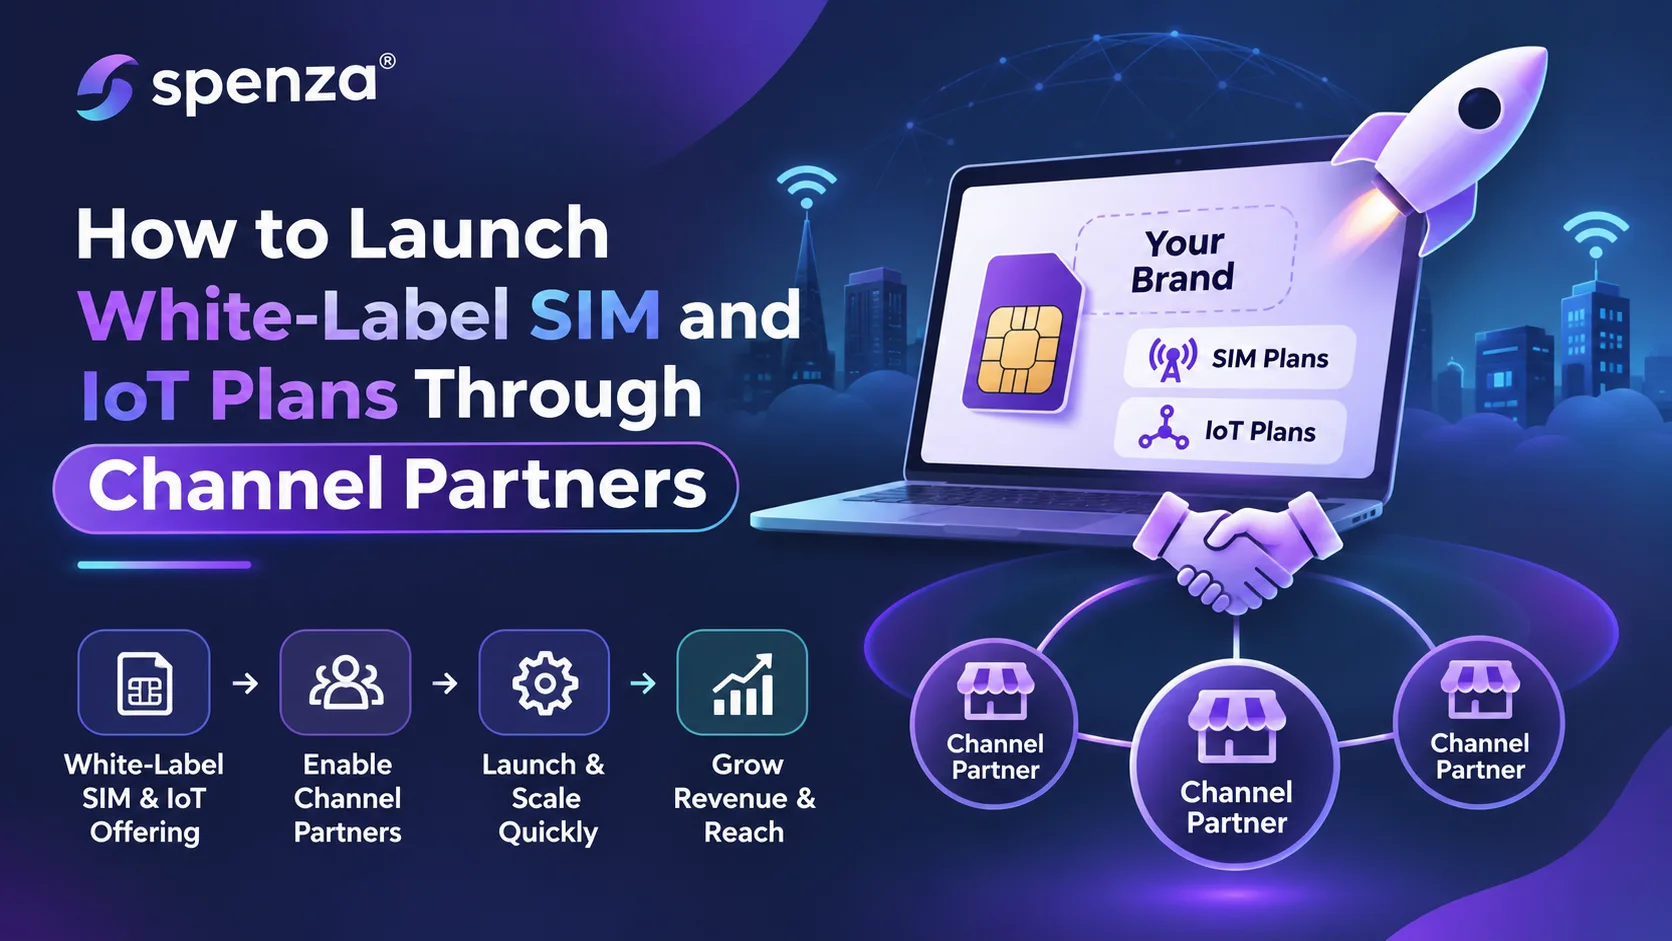 spenza®
How to Launch
White-Label SIM and
IoT Plans Through
Channel Partners
White-Label
SIM & IoT
Offering
Enable
Channel
Partners
Launch &
Scale
Quickly
Grow
Revenue &
Reach
Your
Brand
SIM Plans
IoT Plans
Channel
Partner
Channel
Partner
Channel
Partner